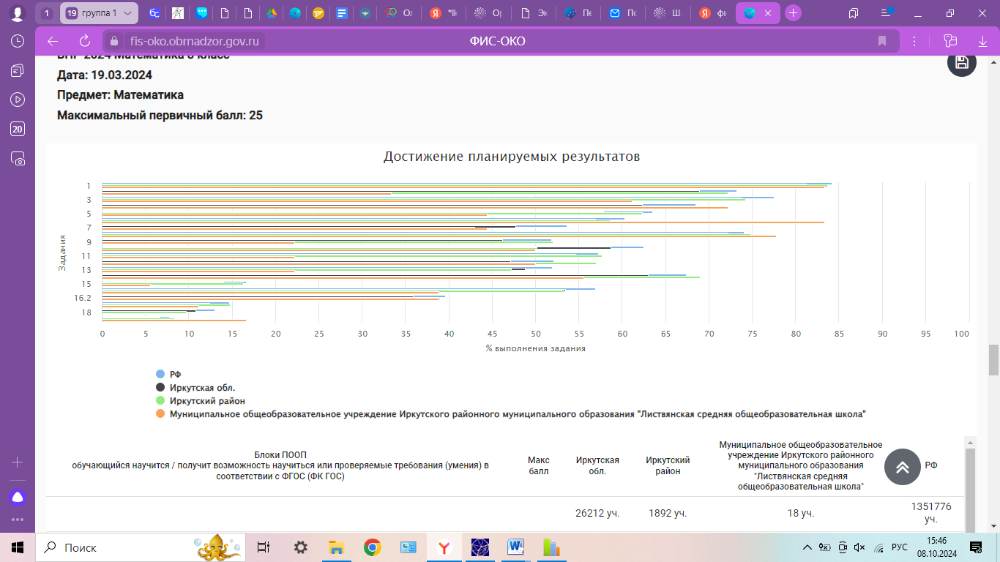 1
19 группа 1
Ол
*Iк
Ор
Эк
Пе
По
Ш
фи
fis-oko.obrnadzor.gov.ru
ФИС-ОКО
20
ВПР 2024 Математика 8 класс
Дата: 19.03.2024
Предмет: Математика
Максимальный первичный балл: 25
Достижение планируемых результатов
Задания
1
3
5
7
9
11
13
15
16.2
18
0 5 10 15 20 25 30 35 40 45 50 55 60 65 70 75 80 85 90 95 100
% выполнения задания
РФ
Иркутская обл.
Иркутский район
Муниципальное общеобразовательное учреждение Иркутского районного муниципального образования "Листвянская средняя общеобразовательная школа"
Блоки ПООП
обучающийся научится / получит возможность научиться или проверяемые требования (умения) в
соответствии с ФГОС (ФК ГОС)
Макс
балл
Иркутская
обл.
Иркутский
район
Муниципальное общеобразовательное
учреждение Иркутского районного
муниципального образования
"Листвянская средняя
общеобразовательная школа"
РФ
26212 уч. 1892 уч. 18 уч. 1351776
уч.
Поиск
РУС
15:46
08.10.2024